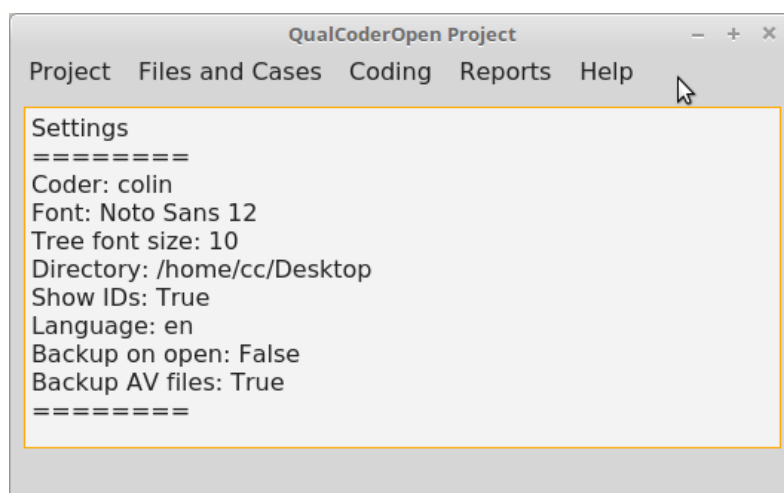 QualCoderOpen Project
Project Files and Cases Coding Reports Help
Settings
========
Coder: colin
Font: Noto Sans 12
Tree font size: 10
Directory: /home/cc/Desktop
Show IDs: True
Language: en
Backup on open: False
Backup AV files: True
========